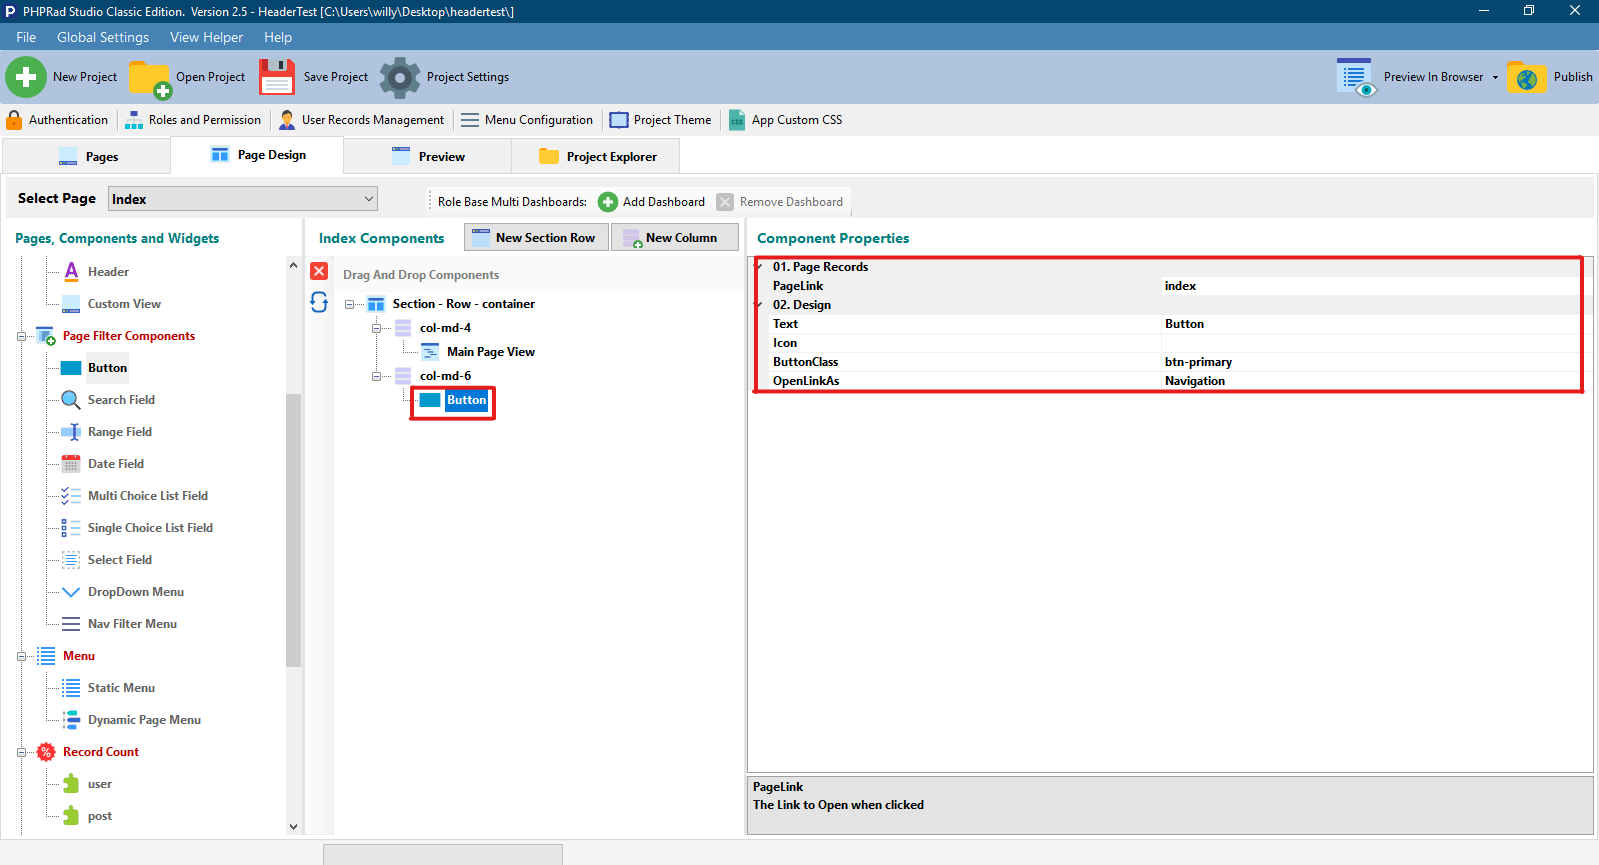 PHPRad Studio Classic Edition. Version 2.5 - HeaderTest [C:\Users\willy\Desktop\headertest\]
File Global Settings View Helper Help
New Project Open Project Save Project Project Settings Preview In Browser Publish
Authentication Roles and Permission User Records Management Menu Configuration Project Theme CSS App Custom CSS
Pages Page Design Preview Project Explorer
Select Page Index Role Base Multi Dashboards: Add Dashboard Remove Dashboard
Pages, Components and Widgets
Header
Custom View
Page Filter Components
Button
Search Field
Range Field
Date Field
Multi Choice List Field
Single Choice List Field
Select Field
DropDown Menu
Nav Filter Menu
Menu
Static Menu
Dynamic Page Menu
Record Count
user
post
Index Components New Section Row New Column
Drag And Drop Components
Section - Row - container
col-md-4
Main Page View
col-md-6
Button
Component Properties
01. Page Records
PageLink index
02. Design
Text Button
Icon
ButtonClass btn-primary
OpenLinkAs Navigation
PageLink
The Link to Open when clicked